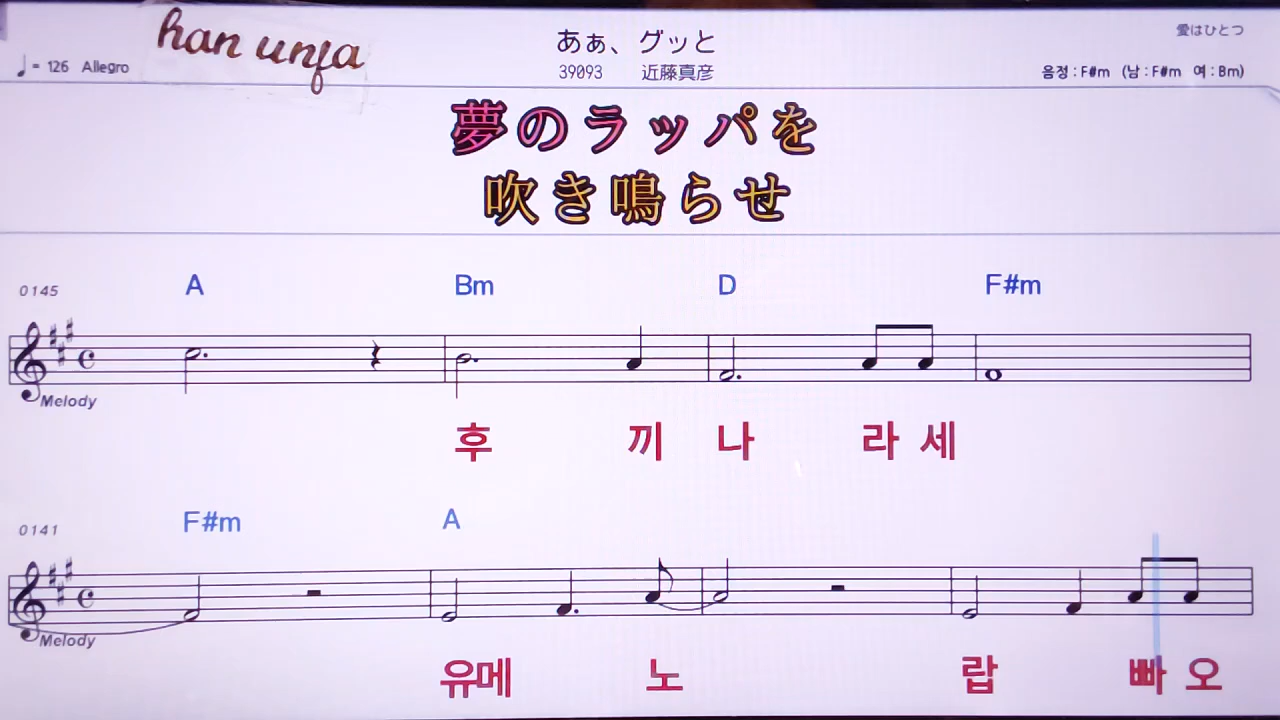 han unfa
あぁ、グッと
愛はひとつ
♩= 126 Allegro
39093 近藤真彦
음정 : F#m (남 : F#m 여 : Bm)
夢のラッパを
吹き鳴らせ
0145 A Bm D F#m
Melody
후 끼 나 라 세
0141 F#m A
Melody
유메 노 랍 빠 오